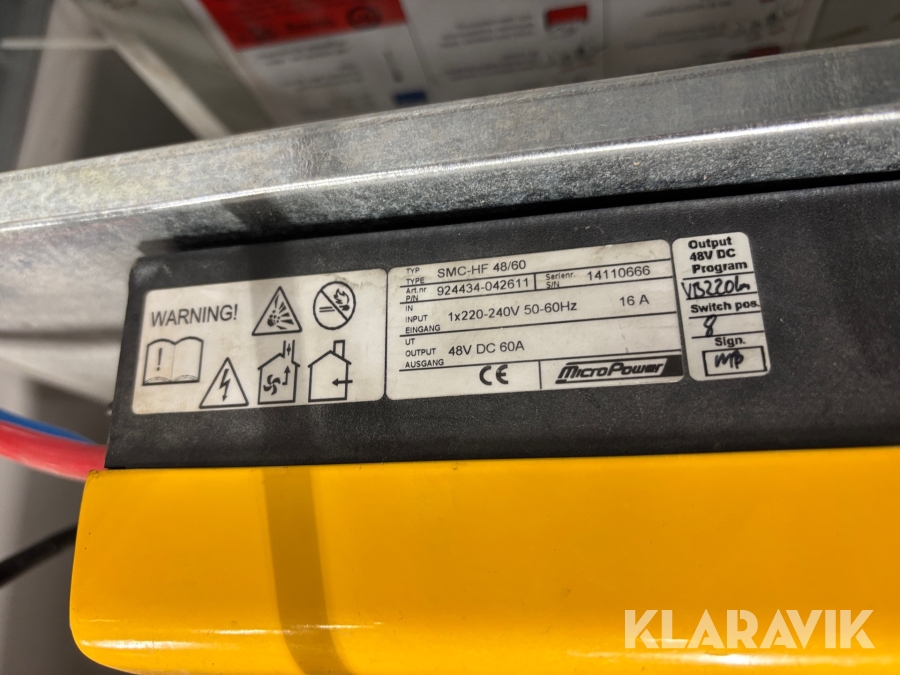 WARNING!
TYP
TYPE
SMC-HF 48/60
Art.nr
P/N
924434-042611
Serienr.
S/N
14110666
IN
INPUT
EINGANG
1x220-240V 50-60Hz
16 A
UT
OUTPUT
AUSGANG
48V DC 60A
CE
MICROPOWER
Output
48V DC
Program
Switch pos.
8
Sign.
MB
KLARAVIK